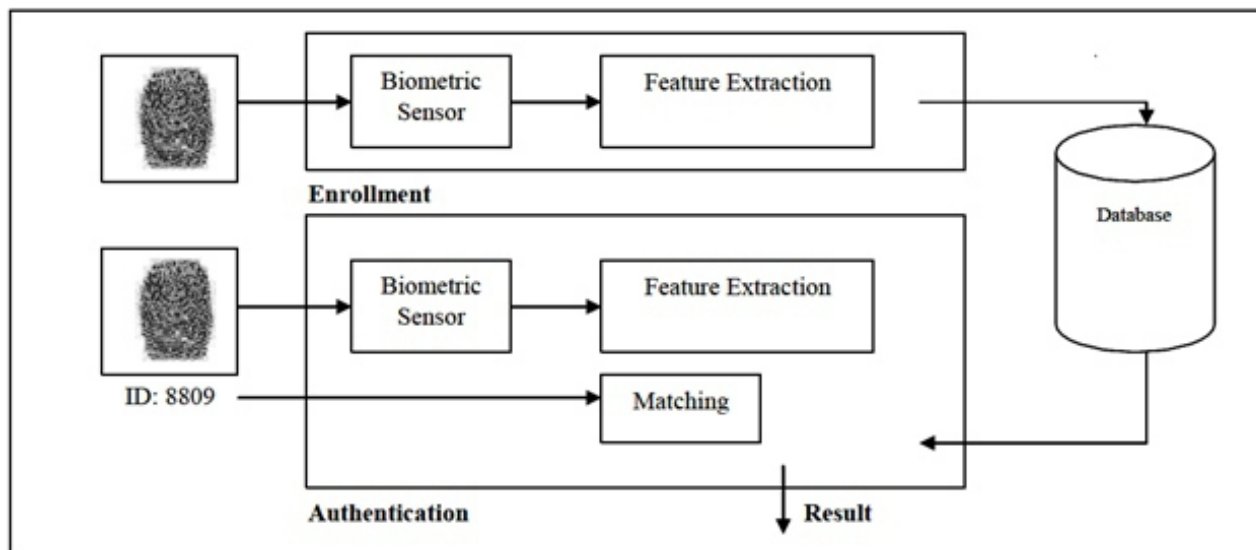 Biometric
Sensor
Feature Extraction
Enrollment
Database
Biometric
Sensor
Feature Extraction
ID: 8809
Matching
Authentication
Result